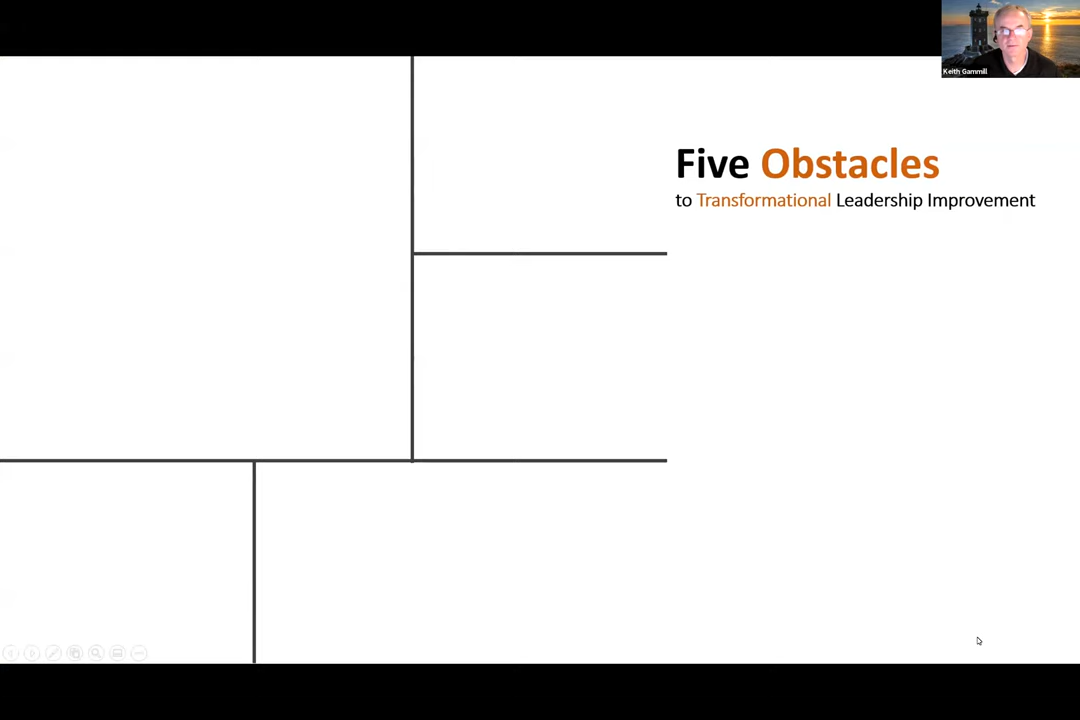 Keith Gammill
Five Obstacles
to Transformational Leadership Improvement